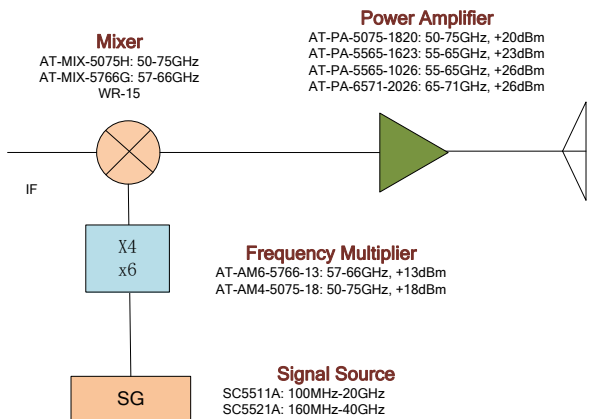 Power Amplifier
AT-PA-5075-1820: 50-75GHz, +20dBm
AT-PA-5565-1623: 55-65GHz, +23dBm
AT-PA-5565-1026: 55-65GHz, +26dBm
AT-PA-6571-2026: 65-71GHz, +26dBm
Mixer
AT-MIX-5075H: 50-75GHz
AT-MIX-5766G: 57-66GHz
WR-15
IF
X4
x6
Frequency Multiplier
AT-AM6-5766-13: 57-66GHz, +13dBm
AT-AM4-5075-18: 50-75GHz, +18dBm
Signal Source
SC5511A: 100MHz-20GHz
SC5521A: 160MHz-40GHz
SG